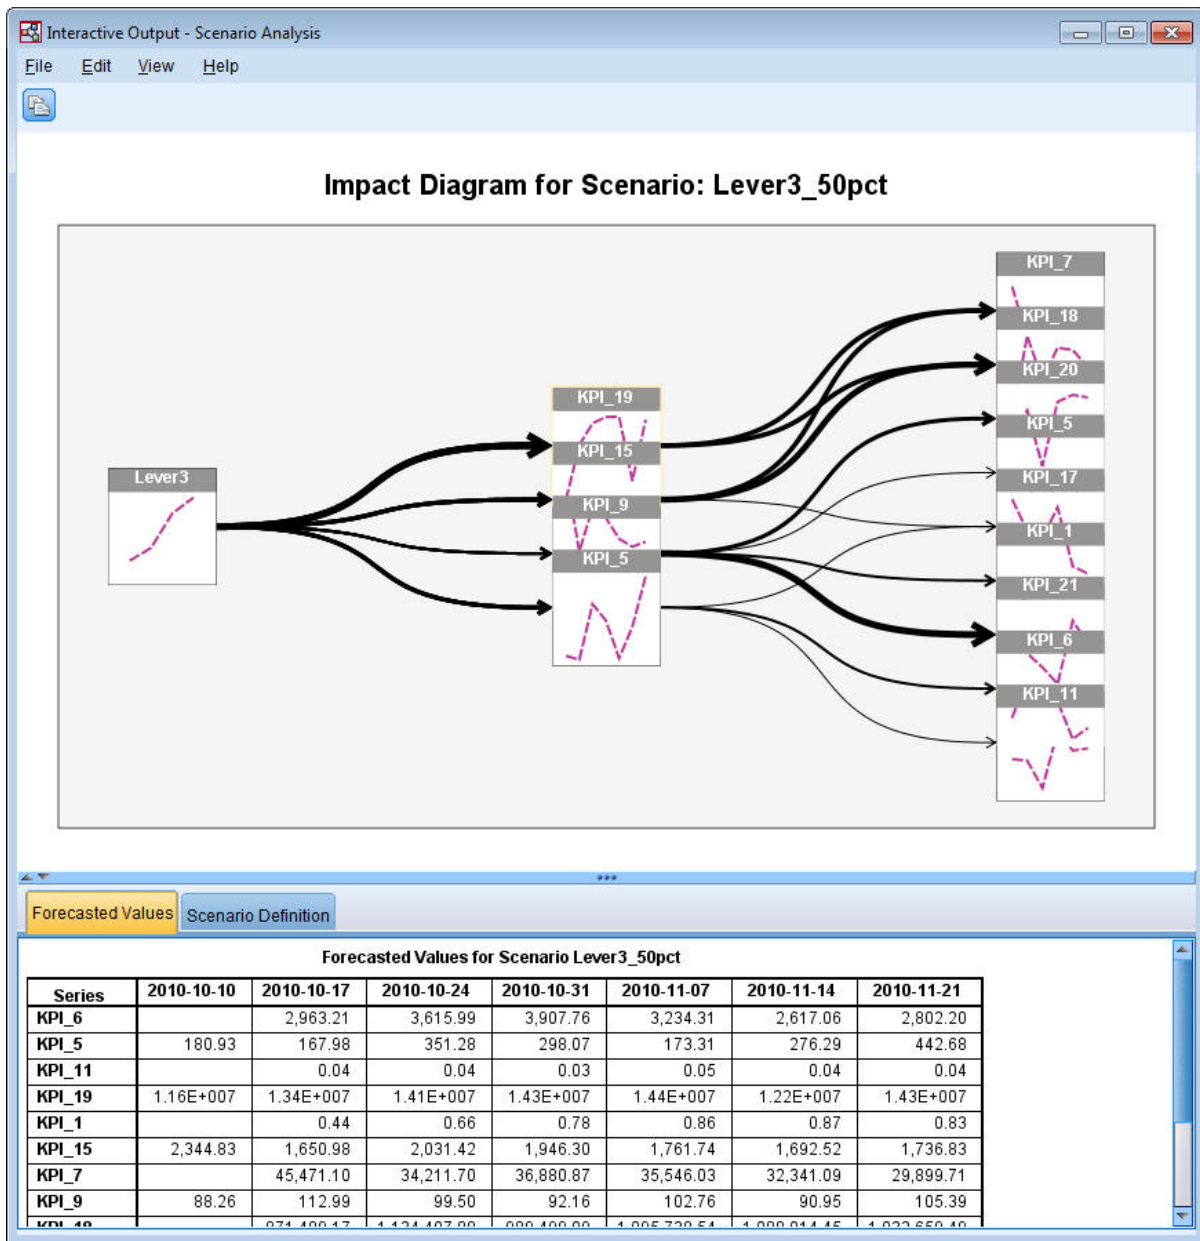 Interactive Output - Scenario Analysis
File Edit View Help
Impact Diagram for Scenario: Lever3_50pct
Lever3
KPI_19
KPI_15
KPI_9
KPI_5
KPI_7
KPI_18
KPI_20
KPI_5
KPI_17
KPI_1
KPI_21
KPI_6
KPI_11
Forecasted Values Scenario Definition
Forecasted Values for Scenario Lever3_50pct
Series 2010-10-10 2010-10-17 2010-10-24 2010-10-31 2010-11-07 2010-11-14 2010-11-21
KPI_6 2,963.21 3,615.99 3,907.76 3,234.31 2,617.06 2,802.20
KPI_5 180.93 167.98 351.28 298.07 173.31 276.29 442.68
KPI_11 0.04 0.04 0.03 0.05 0.04 0.04
KPI_19 1.16E+007 1.34E+007 1.41E+007 1.43E+007 1.44E+007 1.22E+007 1.43E+007
KPI_1 0.44 0.66 0.78 0.86 0.87 0.83
KPI_15 2,344.83 1,650.98 2,031.42 1,946.30 1,761.74 1,692.52 1,736.83
KPI_7 45,471.10 34,211.70 36,880.87 35,546.03 32,341.09 29,899.71
KPI_9 88.26 112.99 99.50 92.16 102.76 90.95 105.39
KPI_18